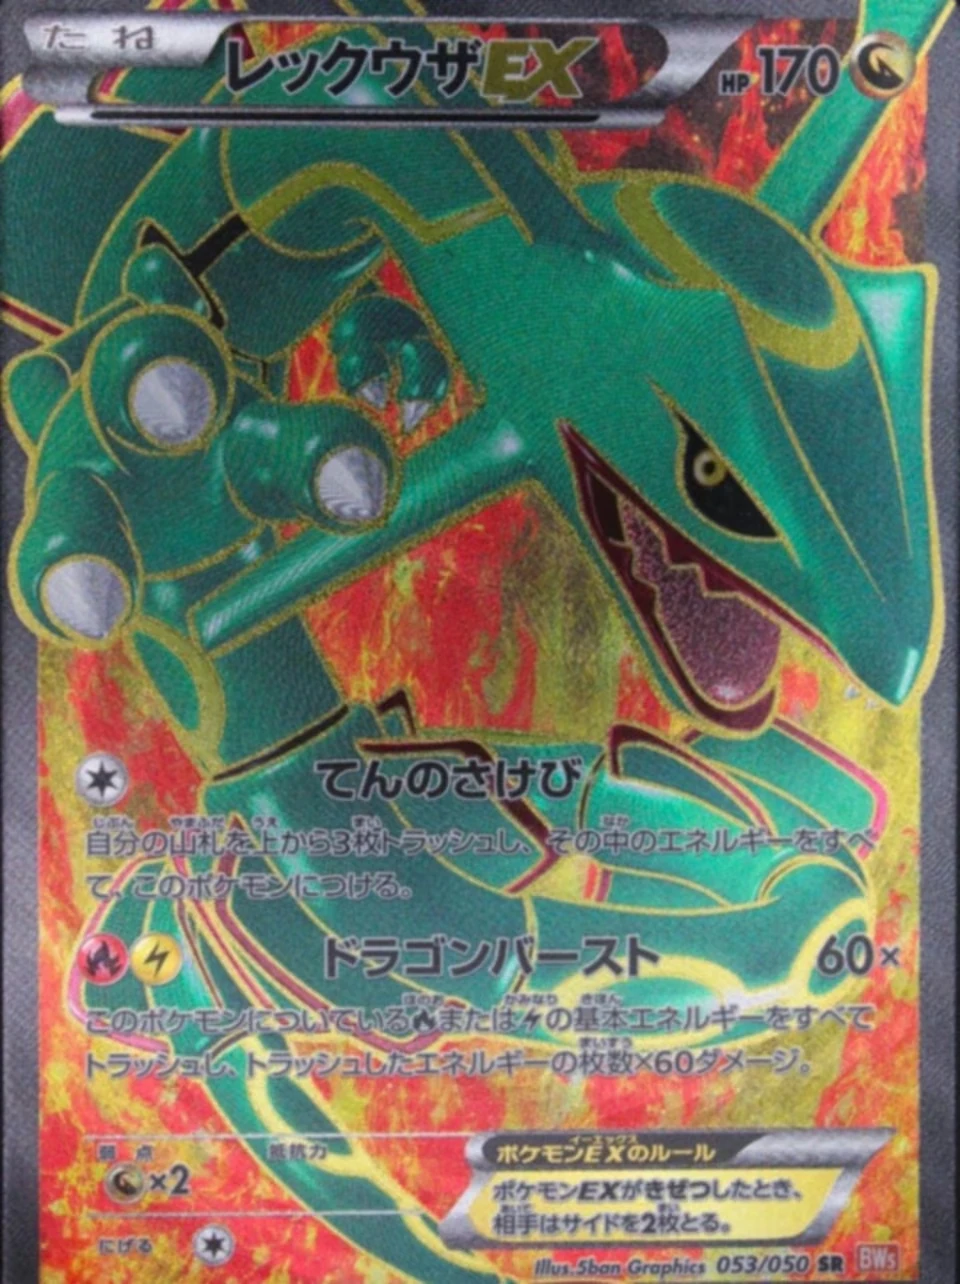 たね
レックウザEX
HP170
てんのさけび
自分の山札を上から3枚トラッシュし、その中のエネルギーをすべ
て、このポケモンにつける。
ドラゴンバースト 60×
このポケモンについているまたはの基本エネルギーをすべて
トラッシュし、トラッシュしたエネルギーの枚数×60ダメージ。
弱点 抵抗力
×2
にげる
ポケモンEXのルール
ポケモンEXがきぜつしたとき、
相手はサイドを2枚とる。
Illus.5ban Graphics 053/050 SR BW5